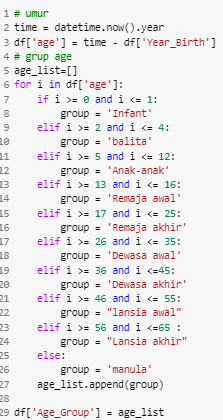 1 # umur
2 time = datetime.now().year
3 df['age'] = time - df['Year_Birth']
4 # grup age
5 age_list=[]
6 for i in df['age']:
7     if i >= 0 and i <= 1:
8         group = 'Infant'
9     elif i >= 2 and i <= 4:
10         group = 'balita'
11     elif i >= 5 and i <= 12:
12         group = 'Anak-anak'
13     elif i >= 13 and i <= 16:
14         group = 'Remaja awal'
15     elif i >= 17 and i <= 25:
16         group = 'Remaja akhir'
17     elif i >= 26 and i <= 35:
18         group = 'Dewasa awal'
19     elif i >= 36 and i <=45:
20         group = 'Dewasa akhir'
21     elif i >= 46 and i <= 55:
22         group = "lansia awal"
23     elif i >= 56 and i <=65 :
24         group = "Lansia akhir"
25     else:
26         group = 'manula'
27     age_list.append(group)
28
29 df['Age_Group'] = age_list